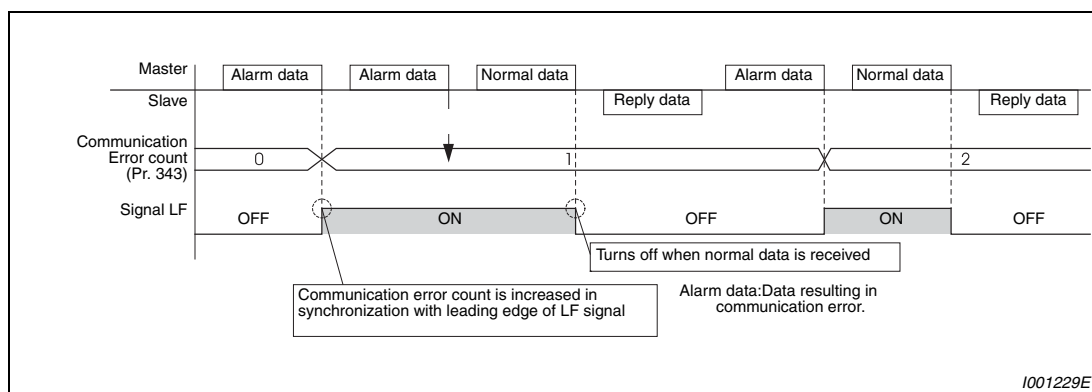 Master
Alarm data
Alarm data
Normal data
Alarm data
Normal data
Slave
Reply data
Reply data
Communication
Error count
(Pr. 343)
0
1
2
Signal LF
OFF
ON
OFF
ON
OFF
Turns off when normal data is received
Communication error count is increased in
synchronization with leading edge of LF signal
Alarm data:Data resulting in
communication error.
I001229E